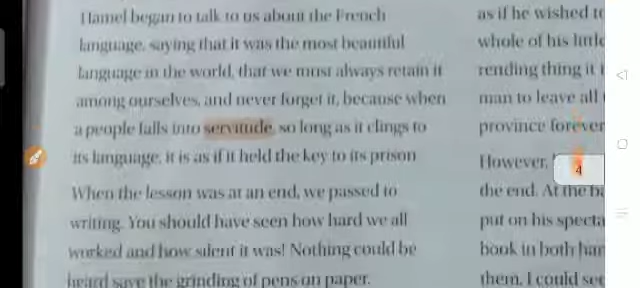 Hamel began to talk to us about the French
language, saying that it was the most beautiful
language in the world, that we must always retain it
among ourselves, and never forget it, because when
a people falls into servitude, so long as it clings to
its language, it is as if it held the key to its prison
When the lesson was at an end, we passed to
writing. You should have seen how hard we all
worked and how silent it was! Nothing could be
heard save the grinding of pens on paper.
as if he wished to
whole of his little
rending thing it
man to leave all
province forever
However,
4
the end. At the
put on his specta
book in both han
them. I could see